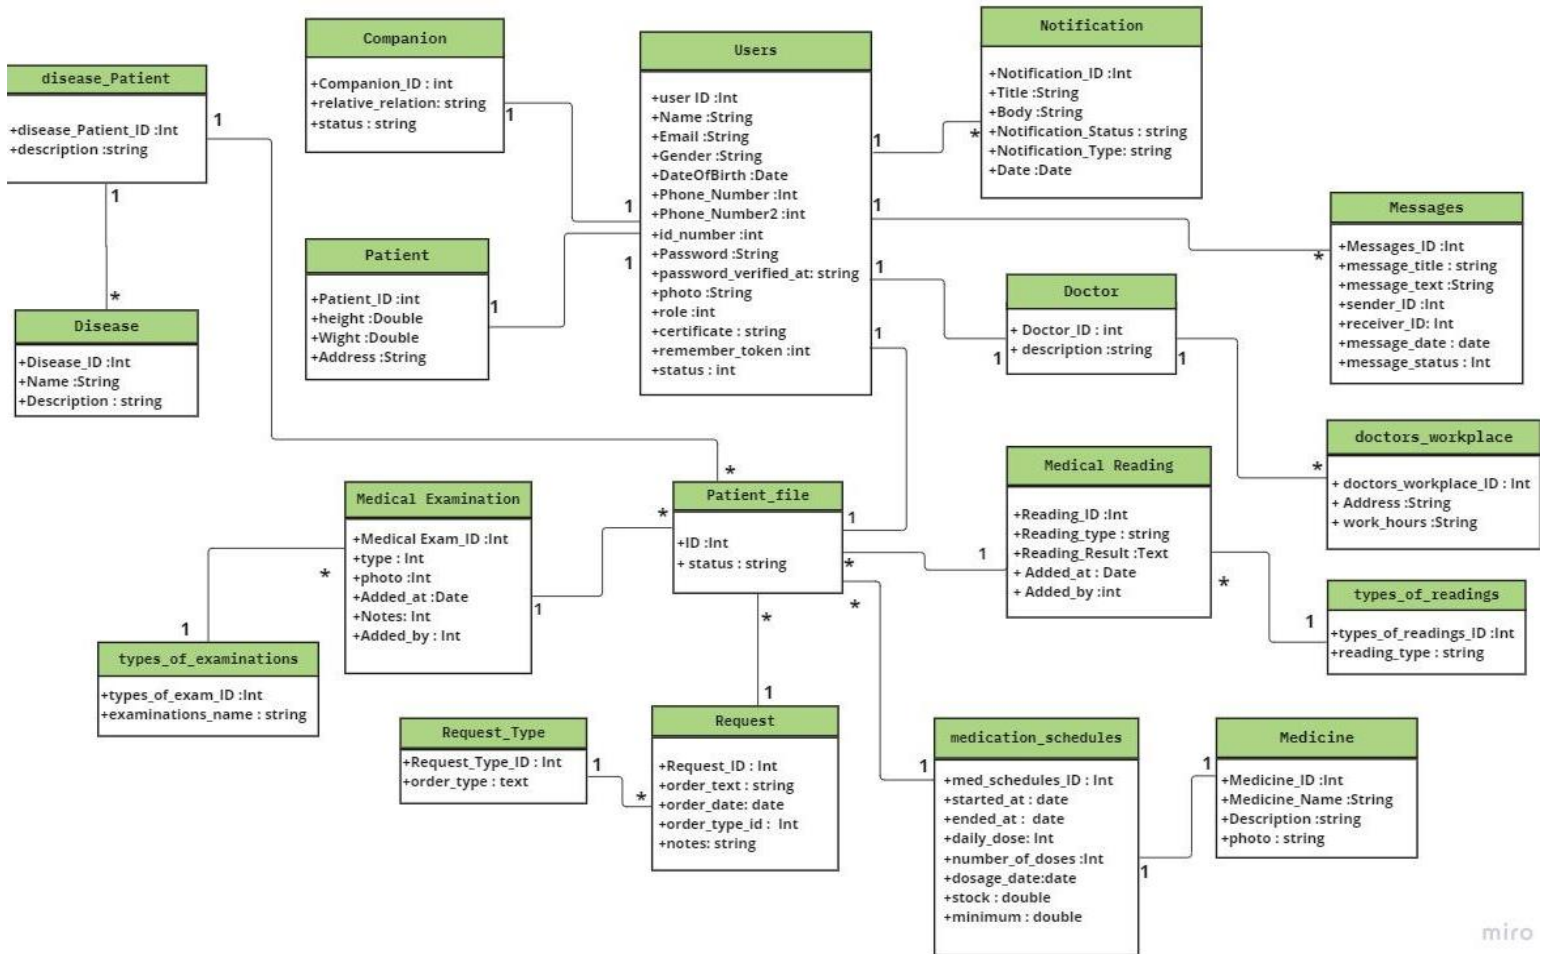 disease_Patient
+disease_Patient_ID :Int
+description :string
1
1
*
Disease
+Disease_ID :Int
+Name :String
+Description : string
Companion
+Companion_ID : int
+relative_relation: string
+status : string
1
1
Patient
+Patient_ID :int
+height :Double
+Wight :Double
+Address :String
1
1
Users
+user ID :Int
+Name :String
+Email :String
+Gender :String
+DateOfBirth :Date
+Phone_Number :Int
+Phone_Number2 :int
+id_number :int
+Password :String
+password_verified_at: string
+photo :String
+role :int
+certificate : string
+remember_token :int
+status : int
1
1
1
1
Notification
+Notification_ID :Int
+Title :String
+Body :String
+Notification_Status : string
+Notification_Type: string
+Date :Date
*
Messages
+Messages_ID :Int
+message_title : string
+message_text :String
+sender_ID :Int
+receiver_ID: Int
+message_date : date
+message_status : Int
*
Doctor
+ Doctor_ID : int
+ description :string
1
1
doctors_workplace
+ doctors_workplace_ID : Int
+ Address :String
+ work_hours :String
*
Medical Examination
+Medical Exam_ID :Int
+type : Int
+photo :Int
+Added_at :Date
+Notes: Int
+Added_by : Int
*
1
types_of_examinations
+types_of_exam_ID :Int
+examinations_name : string
1
Patient_file
+ID :Int
+ status : string
*
*
1
*
*
*
Medical Reading
+Reading_ID :Int
+Reading_type : string
+Reading_Result :Text
+ Added_at : Date
+ Added_by :int
1
*
types_of_readings
+types_of_readings_ID :Int
+reading_type : string
1
Request_Type
+Request_Type_ID : Int
+order_type : text
1
Request
+Request_ID : Int
+order_text : string
+order_date: date
+order_type_id : Int
+notes: string
1
*
medication_schedules
+med_schedules_ID : Int
+started_at : date
+ended_at : date
+daily_dose: Int
+number_of_doses :Int
+dosage_date:date
+stock : double
+minimum : double
1
1
Medicine
+Medicine_ID :Int
+Medicine_Name :String
+Description :string
+photo : string
1
miro